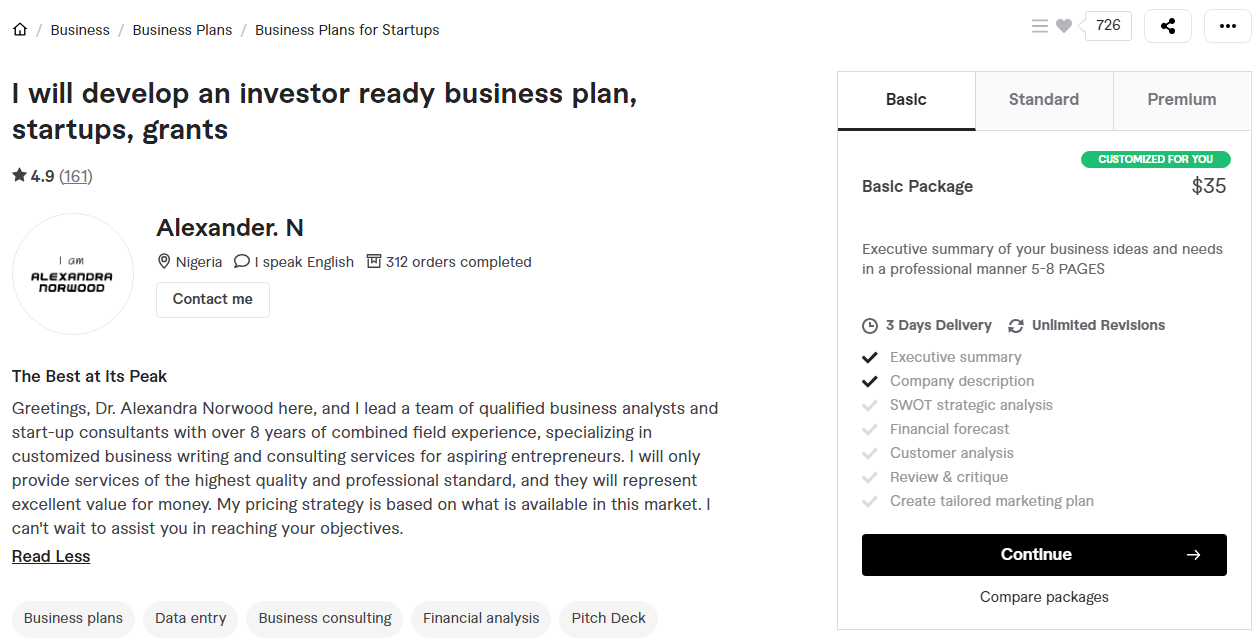 Business / Business Plans / Business Plans for Startups
726
I will develop an investor ready business plan,
startups, grants
4.9 (161)
I am
ALEXANDRA
NORWOOD
Alexander. N
Nigeria I speak English 312 orders completed
Contact me
The Best at Its Peak
Greetings, Dr. Alexandra Norwood here, and I lead a team of qualified business analysts and
start-up consultants with over 8 years of combined field experience, specializing in
customized business writing and consulting services for aspiring entrepreneurs. I will only
provide services of the highest quality and professional standard, and they will represent
excellent value for money. My pricing strategy is based on what is available in this market. I
can't wait to assist you in reaching your objectives.
Read Less
Business plans Data entry Business consulting Financial analysis Pitch Deck
Basic Standard Premium
CUSTOMIZED FOR YOU
Basic Package $35
Executive summary of your business ideas and needs
in a professional manner 5-8 PAGES
3 Days Delivery Unlimited Revisions
Executive summary
Company description
SWOT strategic analysis
Financial forecast
Customer analysis
Review & critique
Create tailored marketing plan
Continue
Compare packages